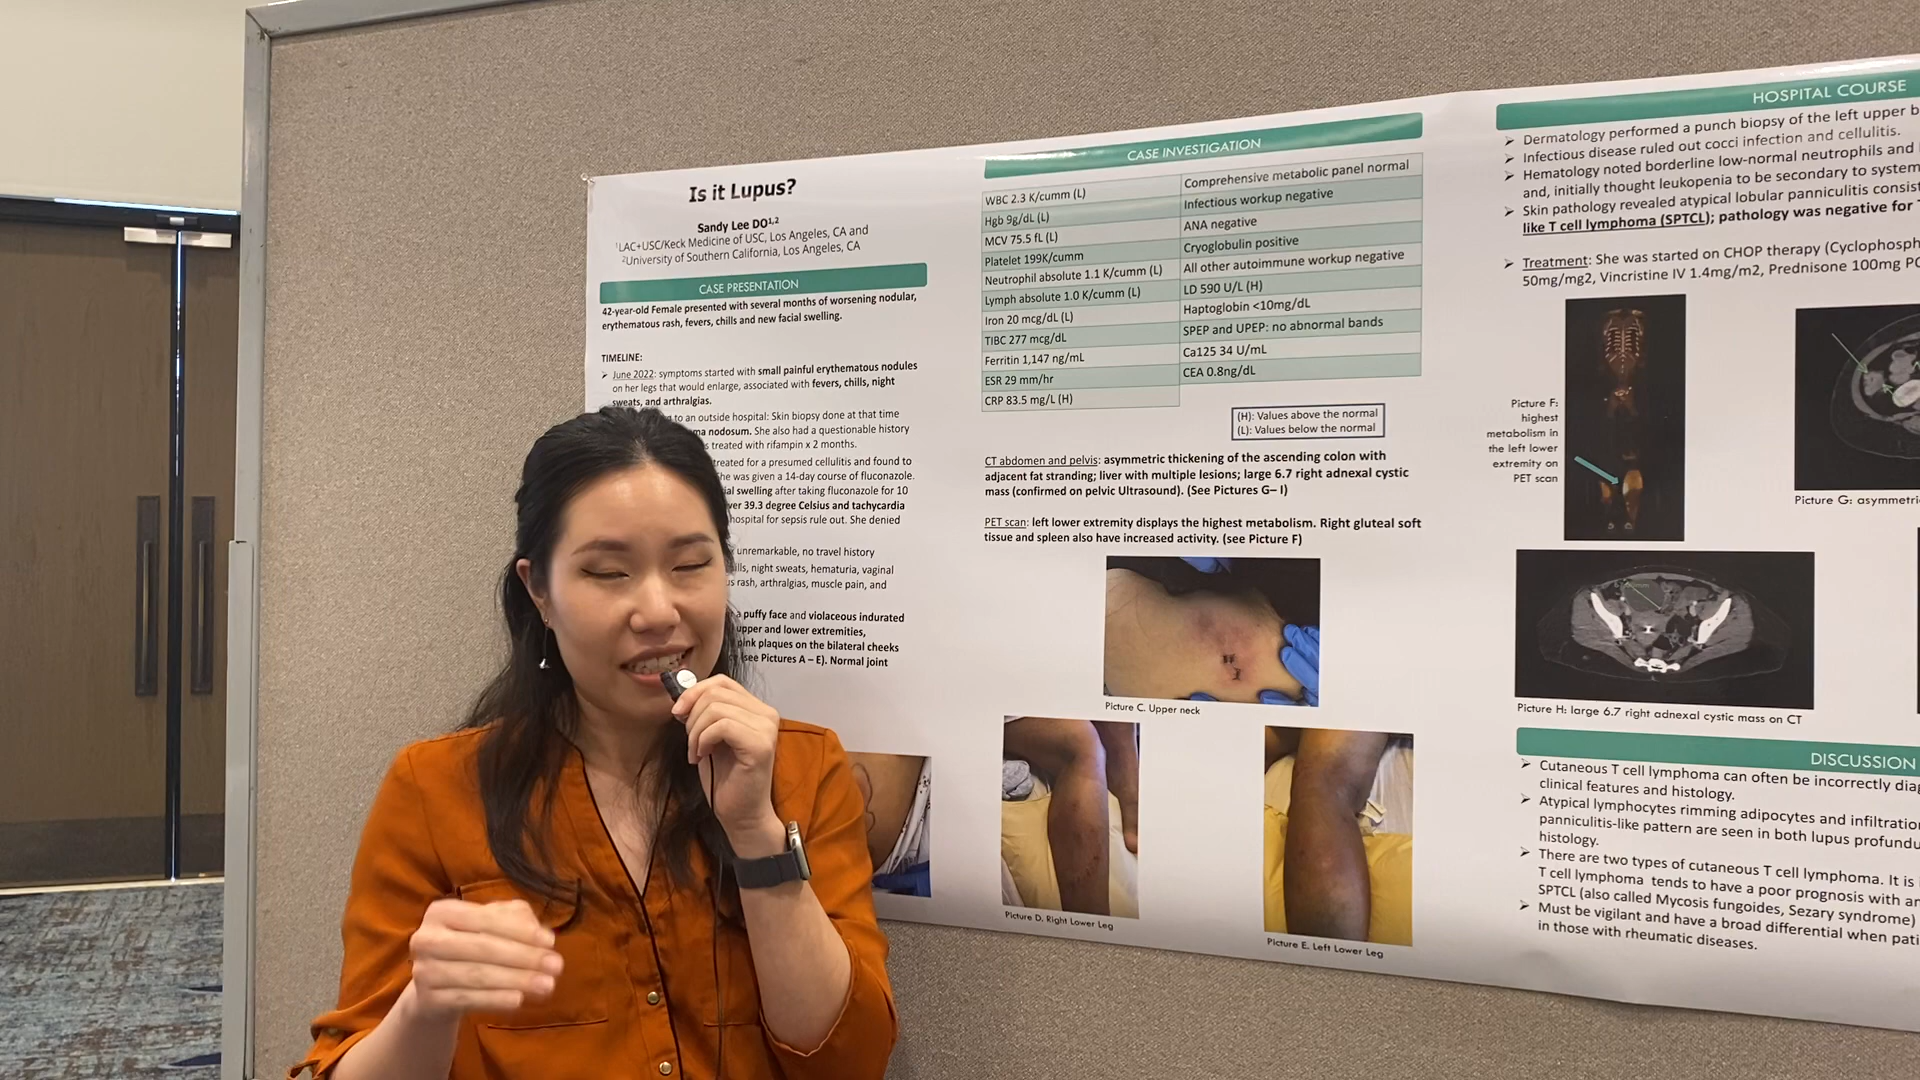 Is it Lupus?
Sandy Lee DO1,2
1LAC+USC/Keck Medicine of USC, Los Angeles, CA and
2University of Southern California, Los Angeles, CA
CASE PRESENTATION
42-year-old Female presented with several months of worsening nodular,
erythematous rash, fevers, chills and new facial swelling.
TIMELINE:
➢ June 2022: symptoms started with small painful erythematous nodules
on her legs that would enlarge, associated with fevers, chills, night
sweats, and arthralgias.
to an outside hospital: Skin biopsy done at that time
nodosum. She also had a questionable history
treated with rifampin x 2 months.
treated for a presumed cellulitis and found to
She was given a 14-day course of fluconazole.
swelling after taking fluconazole for 10
39.3 degree Celsius and tachycardia
hospital for sepsis rule out. She denied
unremarkable, no travel history
night sweats, hematuria, vaginal
rash, arthralgias, muscle pain, and
a puffy face and violaceous indurated
upper and lower extremities,
pink plaques on the bilateral cheeks
(see Pictures A – E). Normal joint
CASE INVESTIGATION
WBC 2.3 K/cumm (L)
Hgb 9g/dL (L)
MCV 75.5 fL (L)
Platelet 199K/cumm
Neutrophil absolute 1.1 K/cumm (L)
Lymph absolute 1.0 K/cumm (L)
Iron 20 mcg/dL (L)
TIBC 277 mcg/dL
Ferritin 1,147 ng/mL
ESR 29 mm/hr
CRP 83.5 mg/L (H)
Comprehensive metabolic panel normal
Infectious workup negative
ANA negative
Cryoglobulin positive
All other autoimmune workup negative
LD 590 U/L (H)
Haptoglobin <10mg/dL
SPEP and UPEP: no abnormal bands
Ca125 34 U/mL
CEA 0.8ng/dL
(H): Values above the normal
(L): Values below the normal
CT abdomen and pelvis: asymmetric thickening of the ascending colon with
adjacent fat stranding; liver with multiple lesions; large 6.7 right adnexal cystic
mass (confirmed on pelvic Ultrasound). (See Pictures G– I)
PET scan: left lower extremity displays the highest metabolism. Right gluteal soft
tissue and spleen also have increased activity. (see Picture F)
Picture C. Upper neck
Picture D. Right Lower Leg
Picture E. Left Lower Leg
HOSPITAL COURSE
➢ Dermatology performed a punch biopsy of the left upper
➢ Infectious disease ruled out cocci infection and cellulitis.
➢ Hematology noted borderline low-normal neutrophils and
and, initially thought leukopenia to be secondary to
➢ Skin pathology revealed atypical lobular panniculitis
like T cell lymphoma (SPTCL); pathology was negative for
➢ Treatment: She was started on CHOP therapy
50mg/mg2, Vincristine IV 1.4mg/m2, Prednisone 100mg
Picture F:
highest
metabolism in
the left lower
extremity on
PET scan
Picture G:
Picture H: large 6.7 right adnexal cystic mass on CT
DISCUSSION
➢ Cutaneous T cell lymphoma can often be incorrectly
clinical features and histology.
➢ Atypical lymphocytes rimming adipocytes and
panniculitis-like pattern are seen in both lupus
histology.
➢ There are two types of cutaneous T cell lymphoma. It is
T cell lymphoma tends to have a poor prognosis with
SPTCL (also called Mycosis fungoides, Sezary syndrome)
➢ Must be vigilant and have a broad differential when
in those with rheumatic diseases.